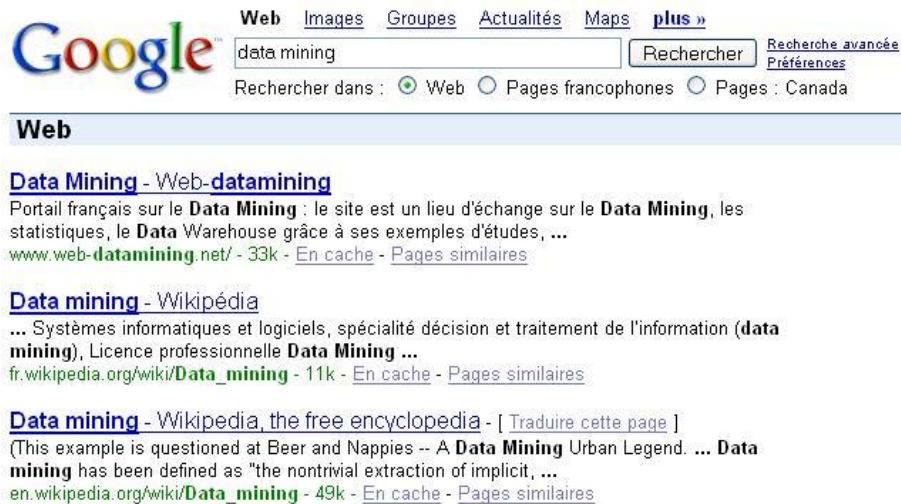 Web Images Groupes Actualités Maps plus »
Google™
data mining Rechercher Recherche avancée
Préférences
Rechercher dans : Web Pages francophones Pages : Canada
Web
Data Mining - Web-datamining
Portail français sur le Data Mining : le site est un lieu d'échange sur le Data Mining, les
statistiques, le Data Warehouse grâce à ses exemples d'études, ...
www.web-datamining.net/ - 33k - En cache - Pages similaires
Data mining - Wikipédia
... Systèmes informatiques et logiciels, spécialité décision et traitement de l'information (data
mining), Licence professionnelle Data Mining ...
fr.wikipedia.org/wiki/Data_mining - 11k - En cache - Pages similaires
Data mining - Wikipedia, the free encyclopedia - [ Traduire cette page ]
(This example is questioned at Beer and Nappies -- A Data Mining Urban Legend. ... Data
mining has been defined as "the nontrivial extraction of implicit, ...
en.wikipedia.org/wiki/Data_mining - 49k - En cache - Pages similaires